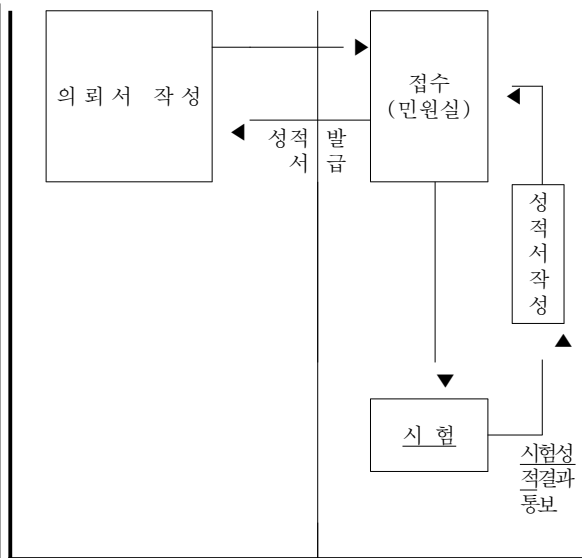 의 뢰 서 작 성
접수
(민원실)
성적 발
서 급
성
적
서
작
성
시 험
시험성
적결과
통보